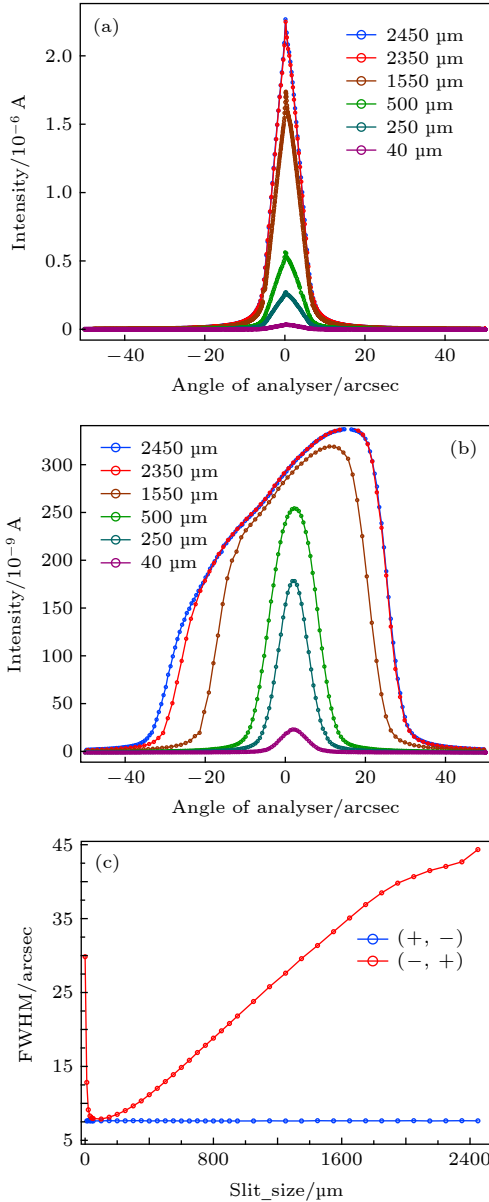 (a)
2450 µm
2350 µm
1550 µm
500 µm
250 µm
40 µm
Intensity/10⁻⁶ A
2.0
1.5
1.0
0.5
0
−40 −20 0 20 40
Angle of analyser/arcsec
(b)
2450 µm
2350 µm
1550 µm
500 µm
250 µm
40 µm
Intensity/10⁻⁹ A
300
250
200
150
100
50
0
−40 −20 0 20 40
Angle of analyser/arcsec
(c)
(+, −)
(−, +)
FWHM/arcsec
45
35
25
15
5
0 800 1600 2400
Slit_size/µm